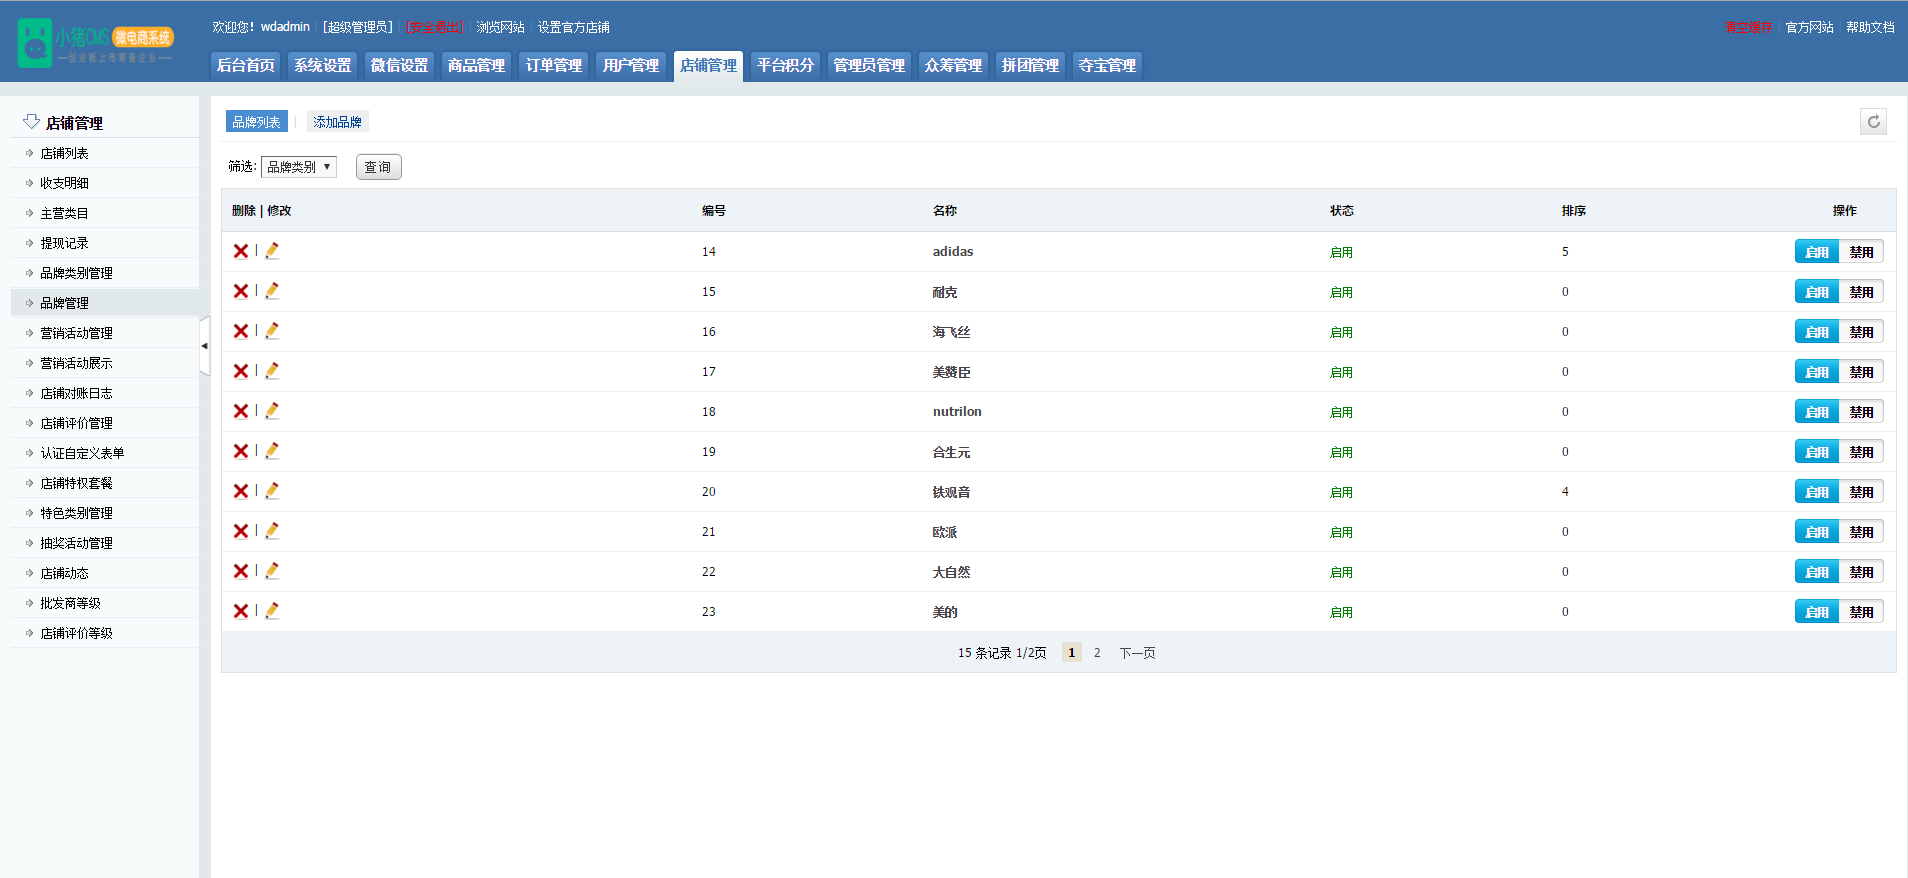 小猪CMS 微电商系统
欢迎您! wdadmin [超级管理员] [安全退出] 浏览网站 设置官方店铺
清空缓存 官方网站 帮助文档
后台首页 系统设置 微信设置 商品管理 订单管理 用户管理 店铺管理 平台积分 管理员管理 众筹管理 拼团管理 夺宝管理
店铺管理
店铺列表
收支明细
主营类目
提现记录
品牌类别管理
品牌管理
营销活动管理
营销活动展示
店铺对账日志
店铺评价管理
认证自定义表单
店铺特权套餐
特色类别管理
抽奖活动管理
店铺动态
批发商等级
店铺评价等级
品牌列表 | 添加品牌
筛选: 品牌类别 ▼ 查询
删除 | 修改 编号 名称 状态 排序 操作
| 14 adidas 启用 5 启用 禁用
| 15 耐克 启用 0 启用 禁用
| 16 海飞丝 启用 0 启用 禁用
| 17 美赞臣 启用 0 启用 禁用
| 18 nutrilon 启用 0 启用 禁用
| 19 合生元 启用 0 启用 禁用
| 20 铁观音 启用 4 启用 禁用
| 21 欧派 启用 0 启用 禁用
| 22 大自然 启用 0 启用 禁用
| 23 美的 启用 0 启用 禁用
15 条记录 1/2页 1 2 下一页